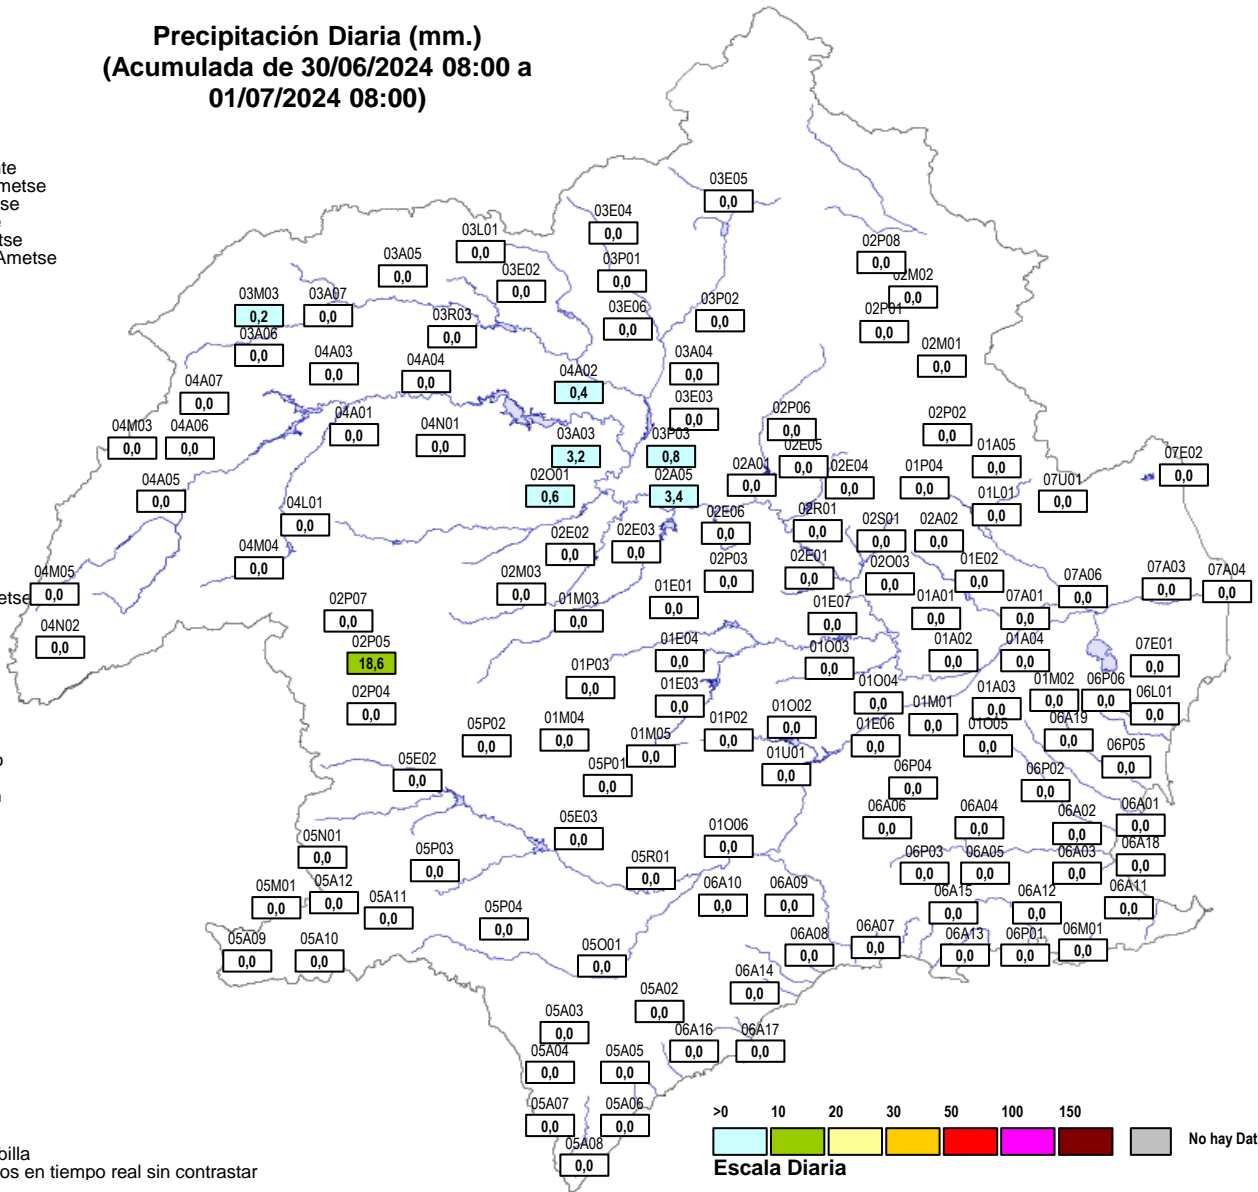 Precipitación Diaria (mm.)
(Acumulada de 30/06/2024 08:00 a
01/07/2024 08:00)
03E05
0,0
03E04
0,0
03L01
0,0
03A05
0,0
03E02
0,0
03P01
0,0
02P08
0,0
02M02
0,0
03M03
0,2
03A07
0,0
03R03
0,0
03E06
0,0
03P02
0,0
02P01
0,0
03A06
0,0
04A03
0,0
04A04
0,0
04A02
0,4
03A04
0,0
02M01
0,0
04A07
0,0
03E03
0,0
04M03
0,0
04A06
0,0
04A01
0,0
04N01
0,0
03A03
3,2
03P03
0,8
02P06
0,0
02E05
0,0
02P02
0,0
01A05
0,0
07E02
0,0
04A05
0,0
02O01
0,6
02A05
3,4
02A01
0,0
02E04
0,0
01P04
0,0
01L01
0,0
07U01
0,0
04L01
0,0
02E02
0,0
02E03
0,0
02E06
0,0
02R01
0,0
02S01
0,0
02A02
0,0
04M04
0,0
02M03
0,0
02P03
0,0
02E01
0,0
02O03
0,0
01E02
0,0
07A06
0,0
07A03
0,0
07A04
0,0
04M05
0,0
etse
02P07
0,0
01M03
0,0
01E01
0,0
01E07
0,0
01A01
0,0
07A01
0,0
04N02
0,0
02P05
18,6
01E04
0,0
01O03
0,0
01A02
0,0
01A04
0,0
07E01
0,0
02P04
0,0
01P03
0,0
01E03
0,0
01O04
0,0
01M01
0,0
01A03
0,0
01M02
0,0
06P06
0,0
06L01
0,0
05P02
0,0
01M04
0,0
01M05
0,0
01P02
0,0
01O02
0,0
01E06
0,0
01O05
0,0
06A19
0,0
06P05
0,0
05E02
0,0
05P01
0,0
01U01
0,0
06P04
0,0
06P02
0,0
05E03
0,0
01O06
0,0
06A06
0,0
06A04
0,0
06A02
0,0
06A01
0,0
05N01
0,0
05P03
0,0
05R01
0,0
06P03
0,0
06A05
0,0
06A03
0,0
06A18
0,0
05M01
0,0
05A12
0,0
05A11
0,0
05P04
0,0
06A10
0,0
06A09
0,0
06A15
0,0
06A12
0,0
06A11
0,0
05A09
0,0
05A10
0,0
05O01
0,0
06A08
0,0
06A07
0,0
06A13
0,0
06P01
0,0
06M01
0,0
05A02
0,0
06A14
0,0
05A03
0,0
06A16
0,0
06A17
0,0
05A04
0,0
05A05
0,0
05A07
0,0
05A06
0,0
05A08
0,0
>0 10 20 30 50 100 150
No hay Dat
Escala Diaria
nte
metse
tse
Ametse
billa
os en tiempo real sin contrastar